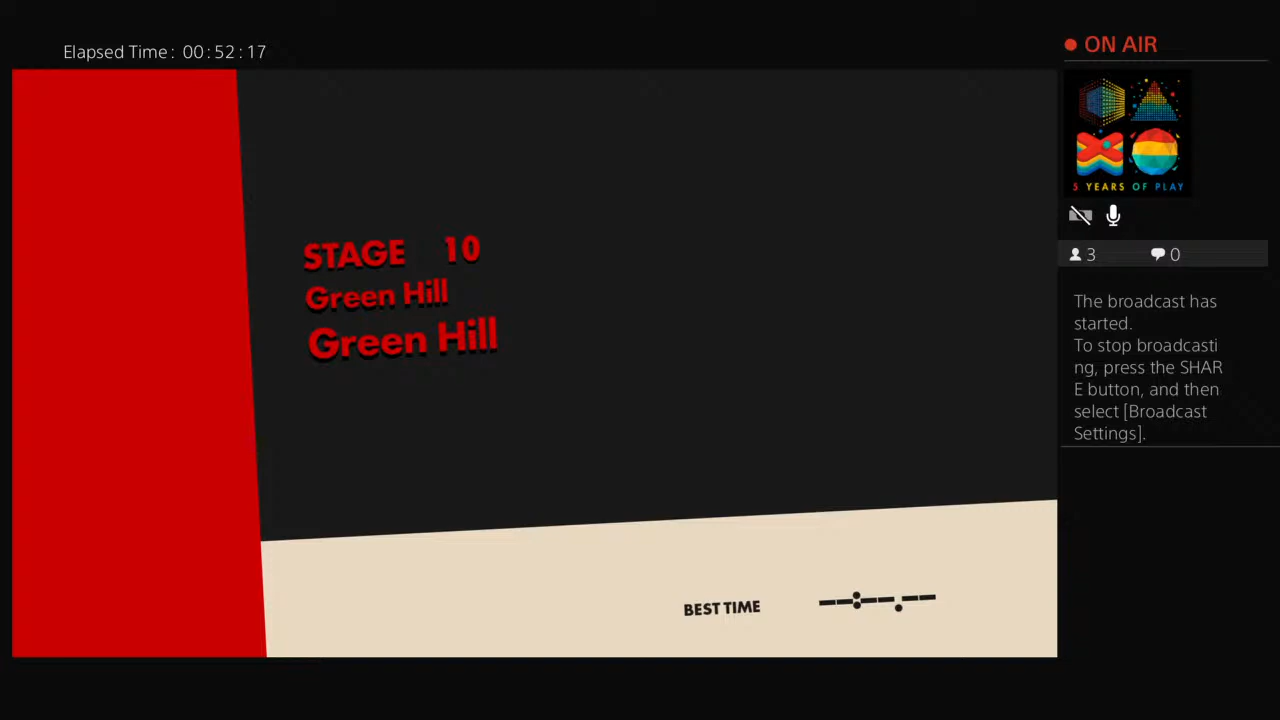 Elapsed Time: 00:52:17
ON AIR
5 YEARS OF PLAY
3
0
The broadcast has
started.
To stop broadcasti
ng, press the SHAR
E button, and then
select [Broadcast
Settings].
STAGE 10
Green Hill
Green Hill
BEST TIME --:--.--